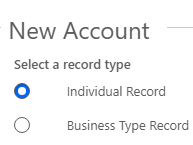 New Account
Select a record type
Individual Record
Business Type Record